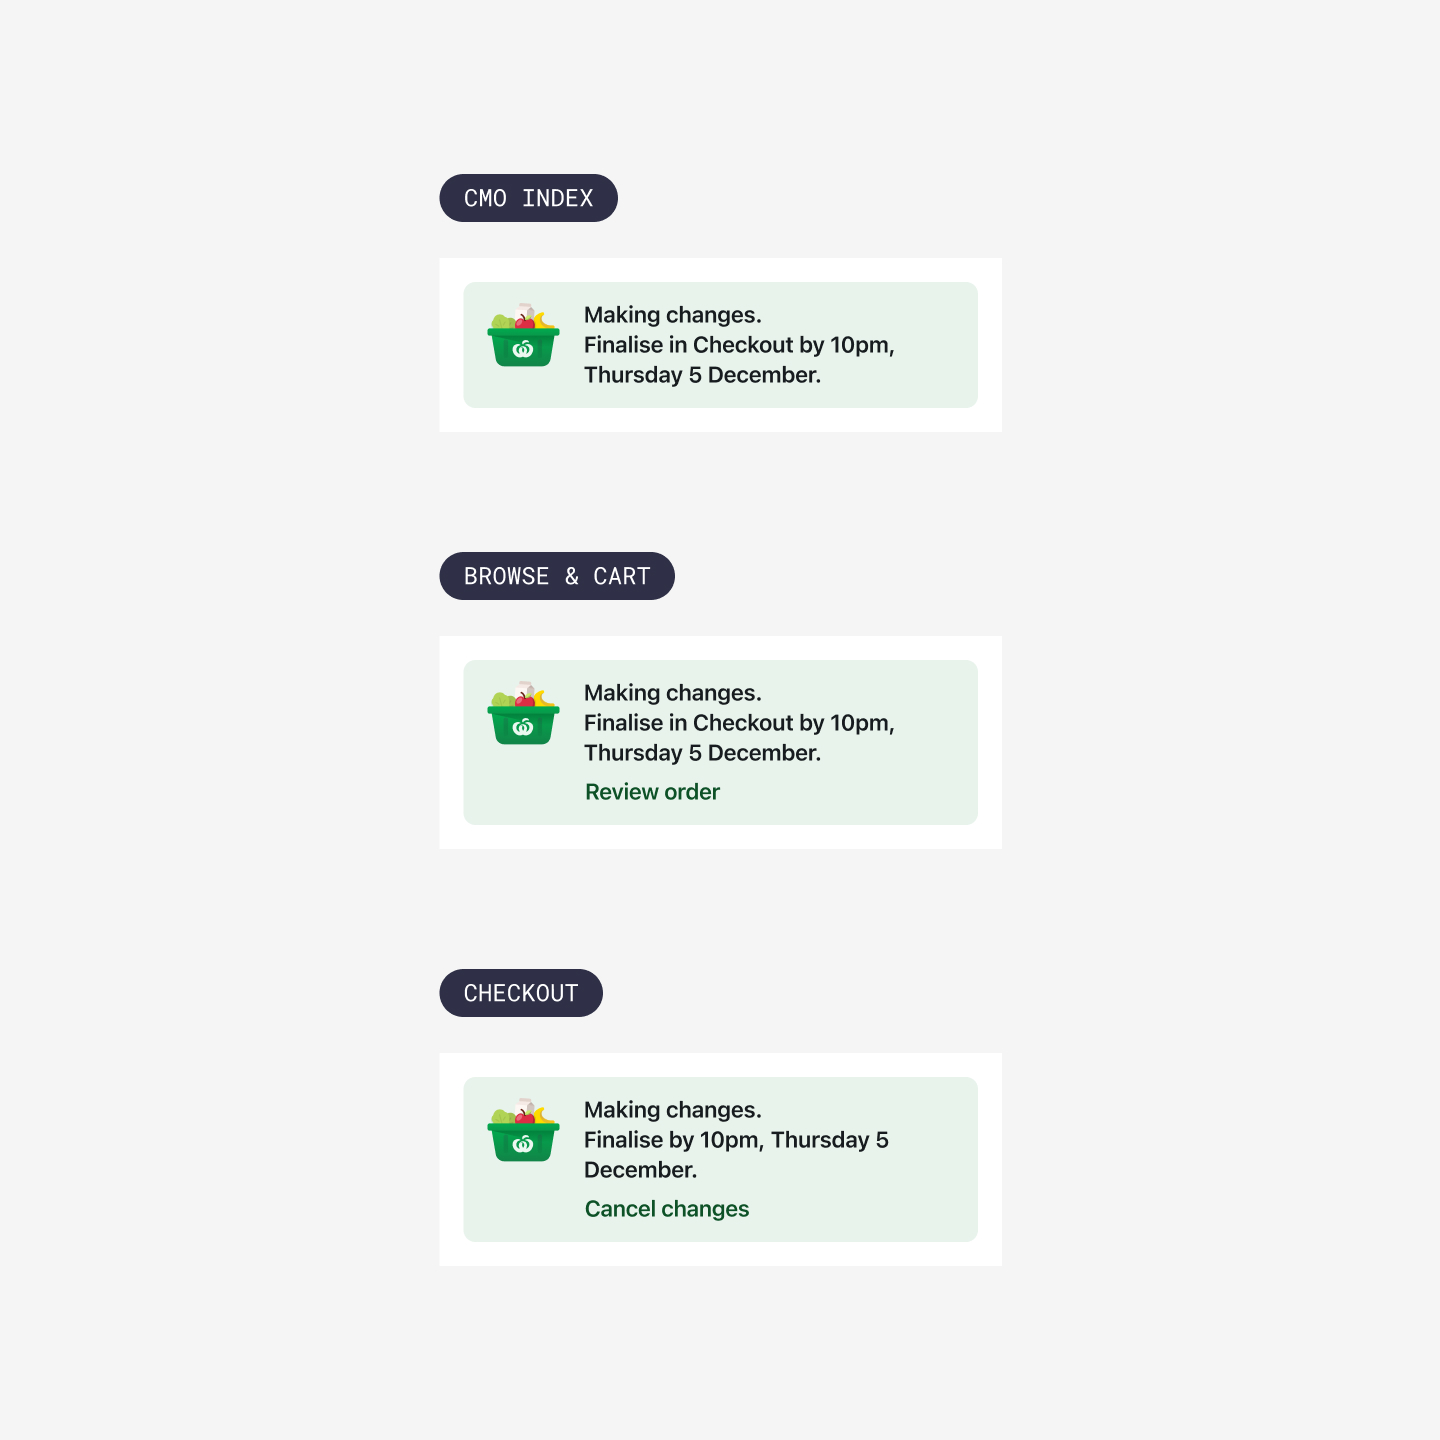 CMO INDEX
Making changes.
Finalise in Checkout by 10pm,
Thursday 5 December.
BROWSE & CART
Making changes.
Finalise in Checkout by 10pm,
Thursday 5 December.
Review order
CHECKOUT
Making changes.
Finalise by 10pm, Thursday 5
December.
Cancel changes